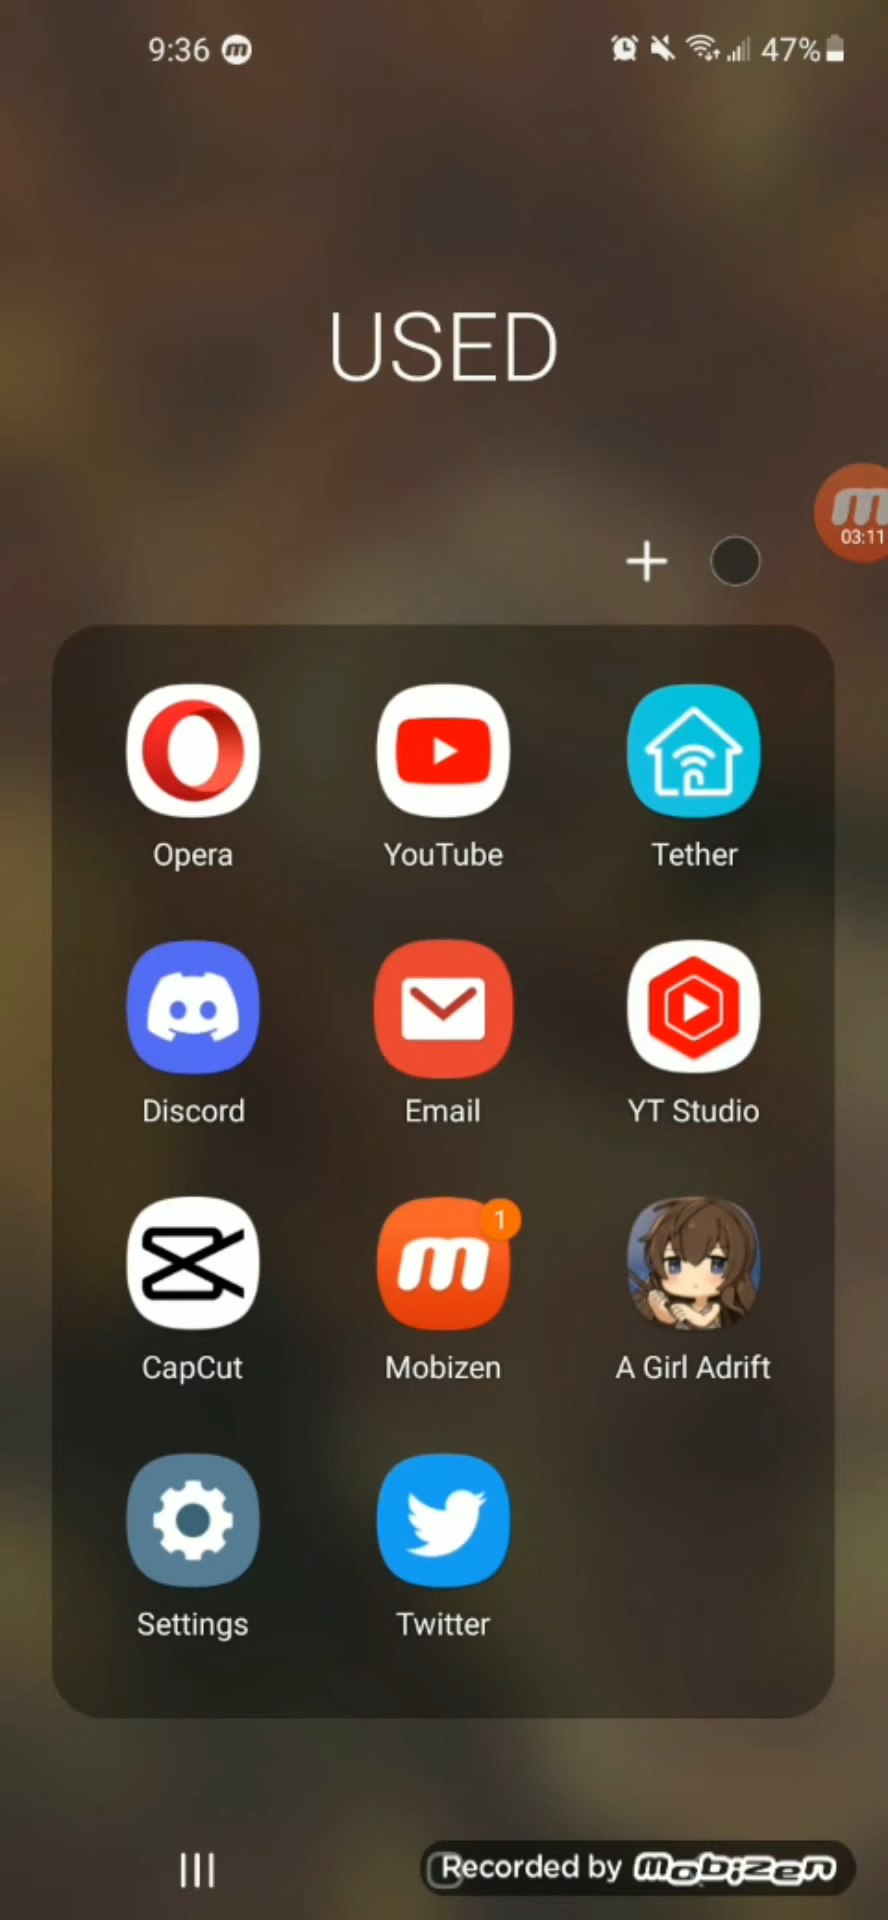 9:36 m 47%
USED
m
03:11
+
Opera YouTube Tether
Discord Email YT Studio
1
m
CapCut Mobizen A Girl Adrift
Settings Twitter
Recorded by mobizen